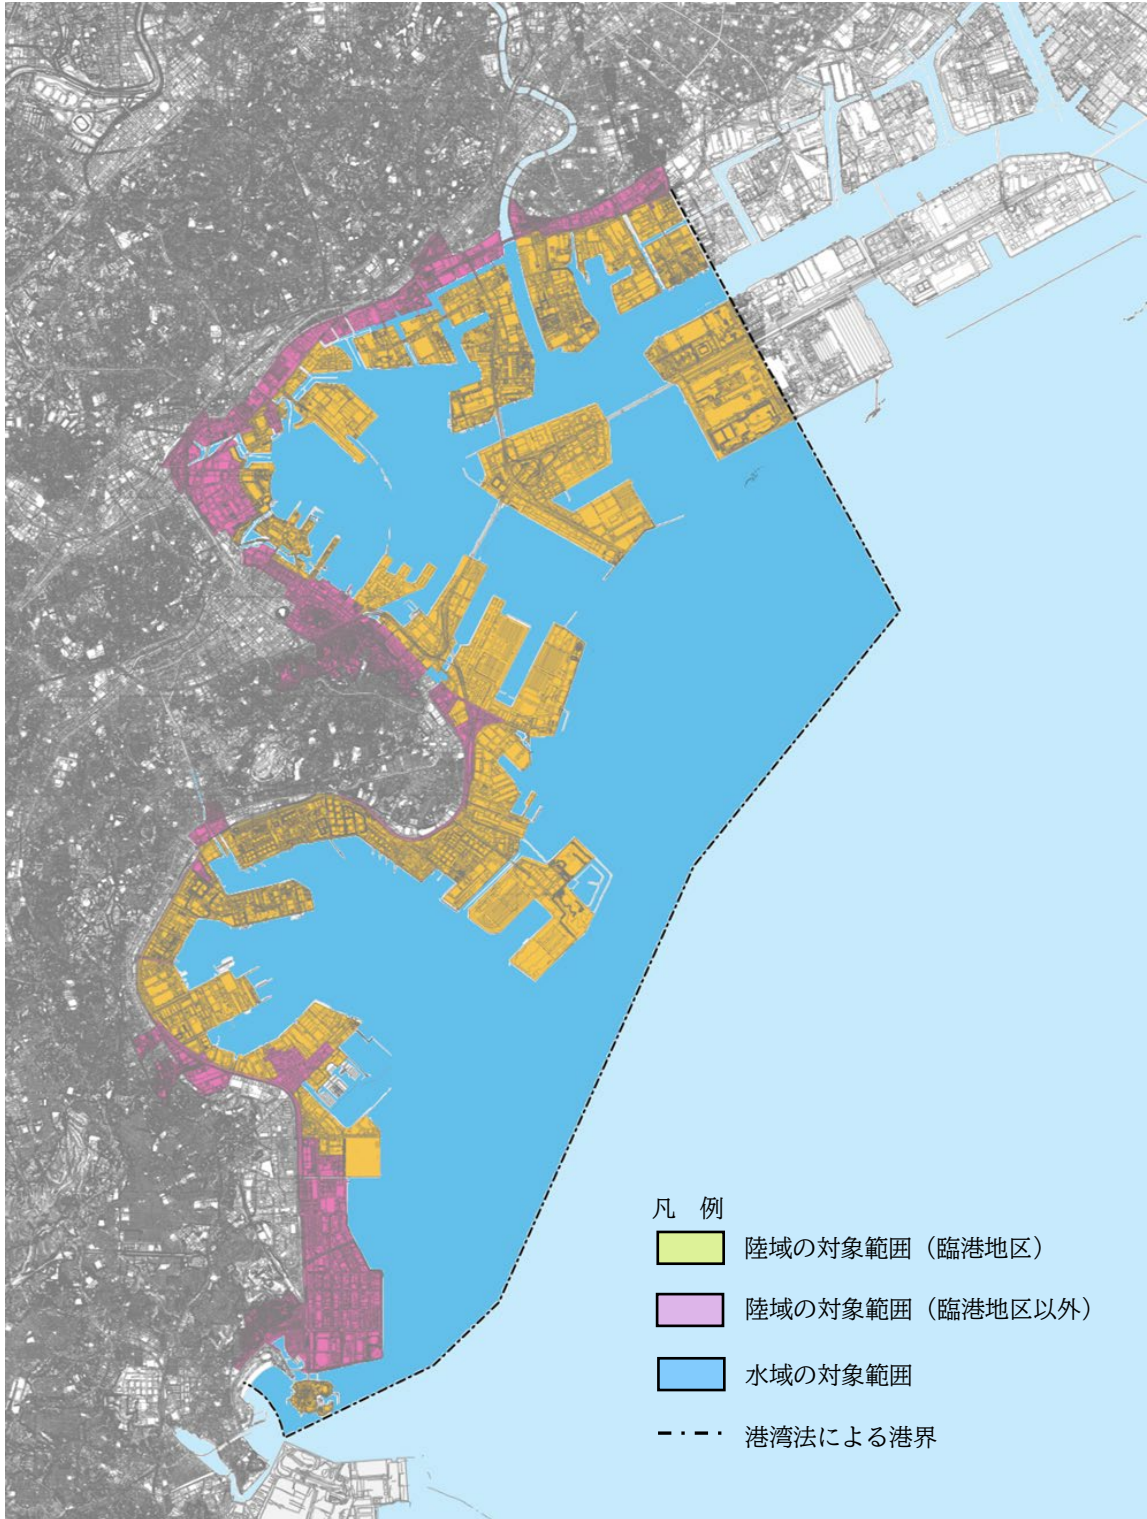 凡　例
陸域の対象範囲（臨港地区）
陸域の対象範囲（臨港地区以外）
水域の対象範囲
港湾法による港界